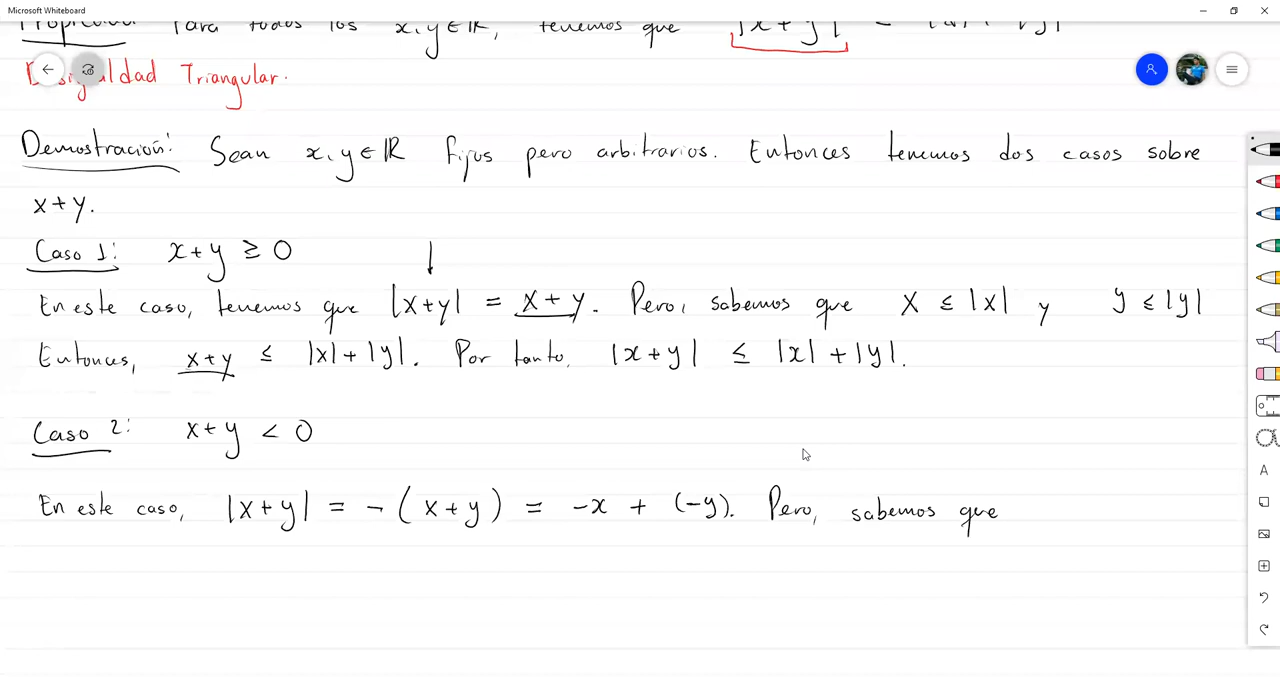 Microsoft Whiteboard
Para todos los x, y ∈ ℝ, tenemos que |x+y|
Triangular.
Demostración: Sean x, y ∈ ℝ fijos pero arbitrarios. Entonces tenemos dos casos sobre
x+y.
Caso 1: x+y ≥ 0
En este caso, tenemos que |x+y| = x+y. Pero, sabemos que x ≤ |x| y y ≤ |y|
Entonces, x+y ≤ |x|+|y|. Por tanto, |x+y| ≤ |x|+|y|.
Caso 2: x+y < 0
En este caso, |x+y| = -(x+y) = -x + (-y). Pero, sabemos que